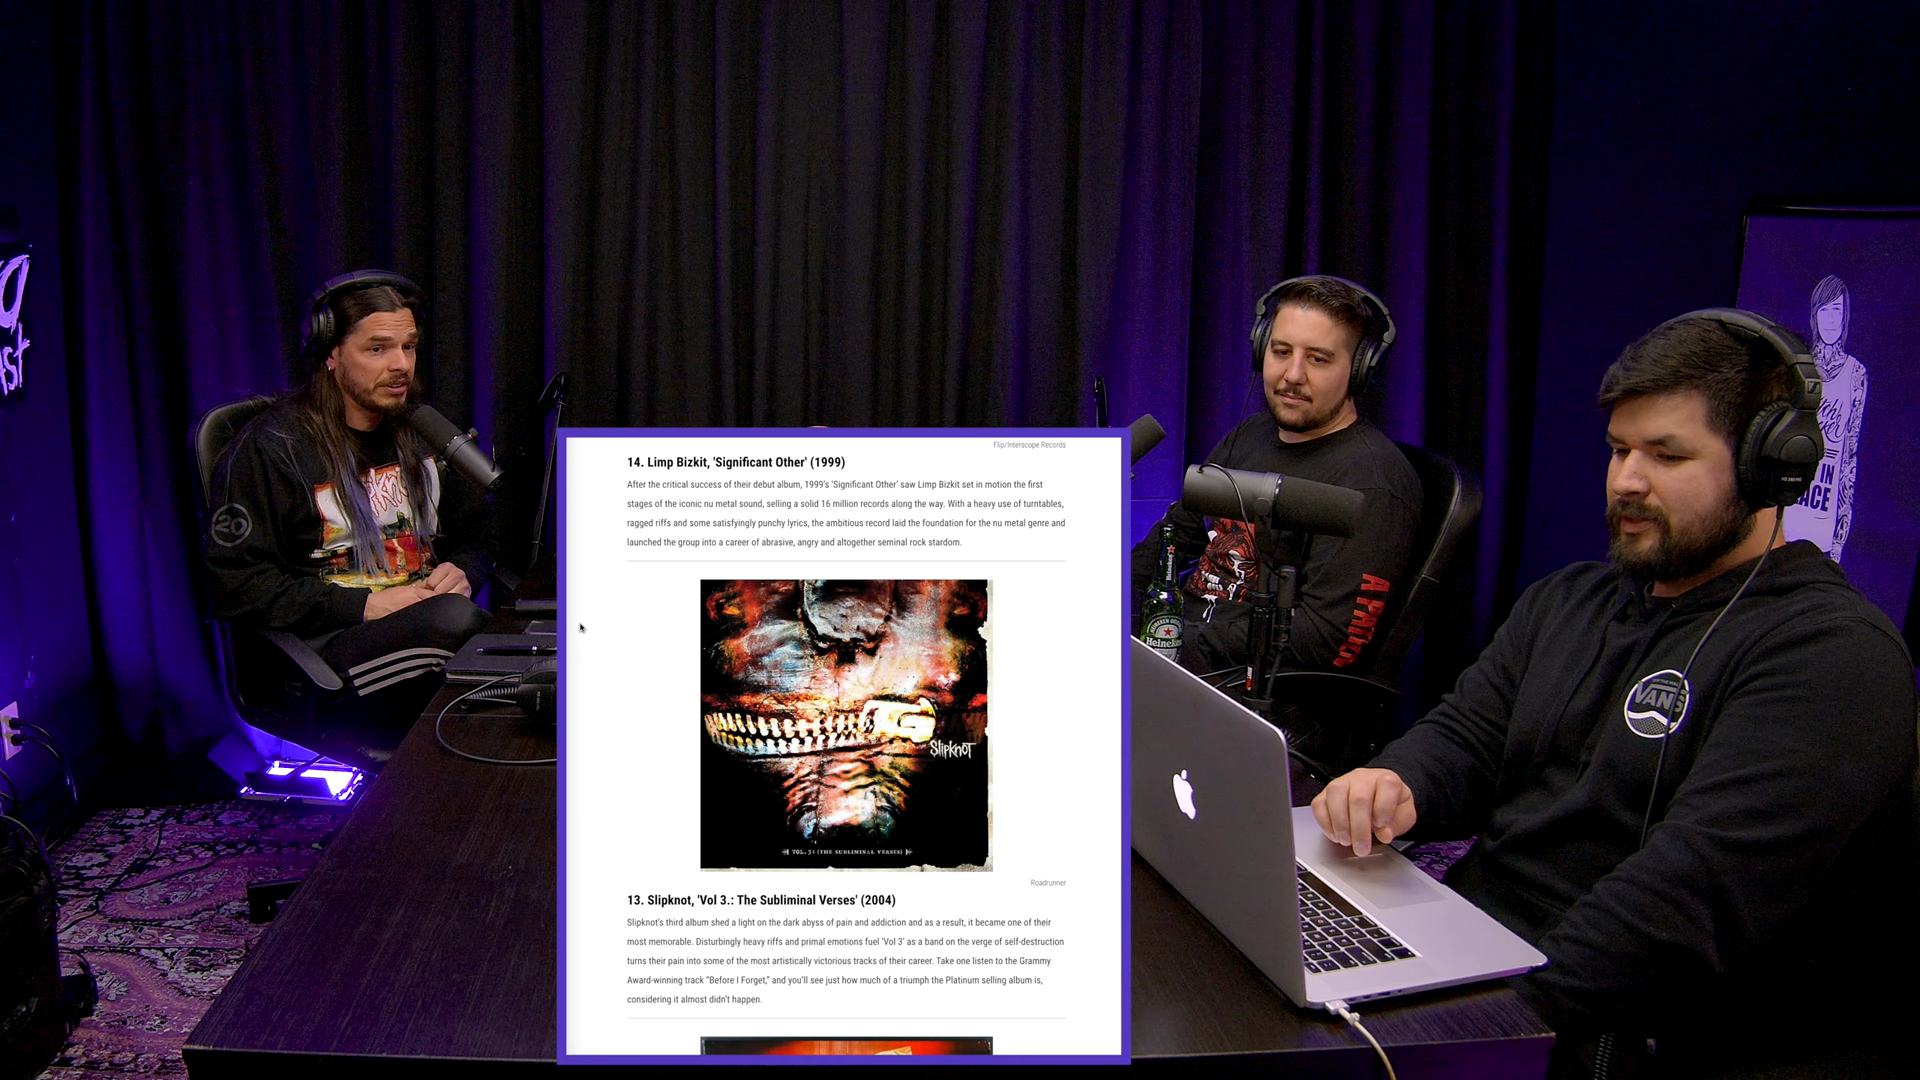 Flip/Interscope Records
14. Limp Bizkit, 'Significant Other' (1999)
After the critical success of their debut album, 1999's 'Significant Other' saw Limp Bizkit set in motion the first
stages of the iconic nu metal sound, selling a solid 16 million records along the way. With a heavy use of turntables,
ragged riffs and some satisfyingly punchy lyrics, the ambitious record laid the foundation for the nu metal genre and
launched the group into a career of abrasive, angry and altogether seminal rock stardom.
Slipknot
VOL. 3: (THE SUBLIMINAL VERSES)
Roadrunner
13. Slipknot, 'Vol 3.: The Subliminal Verses' (2004)
Slipknot's third album shed a light on the dark abyss of pain and addiction and as a result, it became one of their
most memorable. Disturbingly heavy riffs and primal emotions fuel 'Vol 3' as a band on the verge of self-destruction
turns their pain into some of the most artistically victorious tracks of their career. Take one listen to the Grammy
Award-winning track "Before I Forget," and you'll see just how much of a triumph the Platinum selling album is,
considering it almost didn't happen.
20
Heineken
VANS